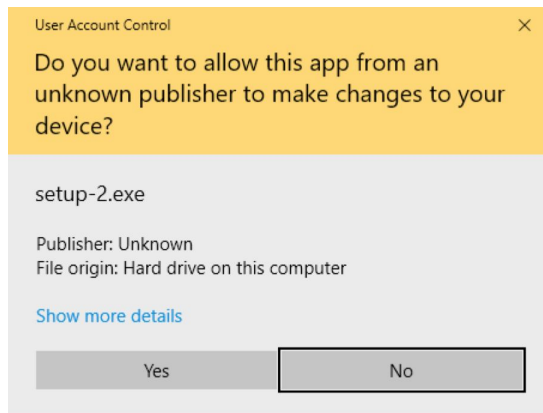 User Account Control
Do you want to allow this app from an
unknown publisher to make changes to your
device?
setup-2.exe
Publisher: Unknown
File origin: Hard drive on this computer
Show more details
Yes
No